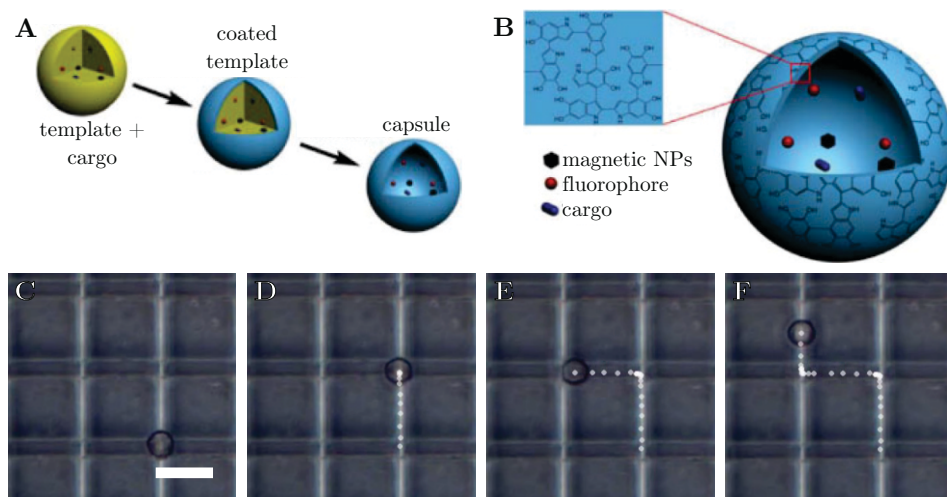 A
coated
template
template +
cargo
capsule
B
magnetic NPs
fluorophore
cargo
C
D
E
F